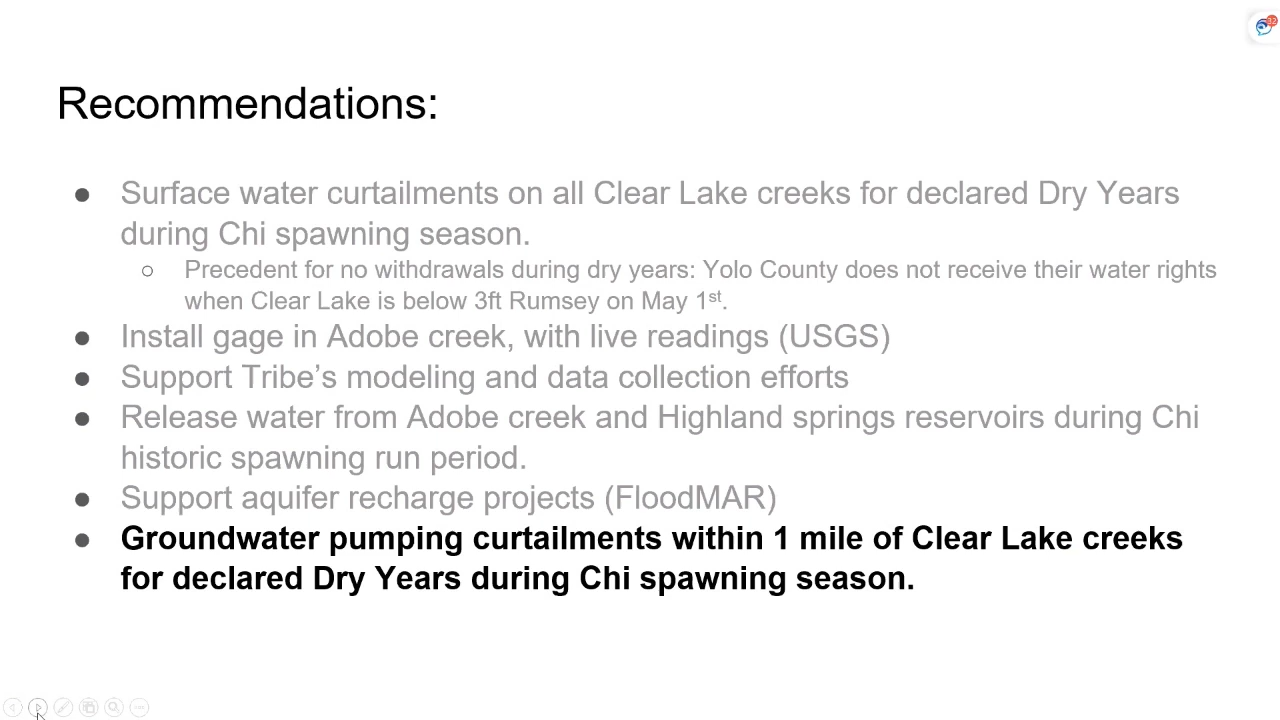 Recommendations:
● Surface water curtailments on all Clear Lake creeks for declared Dry Years
during Chi spawning season.
○ Precedent for no withdrawals during dry years: Yolo County does not receive their water rights
when Clear Lake is below 3ft Rumsey on May 1st.
● Install gage in Adobe creek, with live readings (USGS)
● Support Tribe’s modeling and data collection efforts
● Release water from Adobe creek and Highland springs reservoirs during Chi
historic spawning run period.
● Support aquifer recharge projects (FloodMAR)
● Groundwater pumping curtailments within 1 mile of Clear Lake creeks
for declared Dry Years during Chi spawning season.